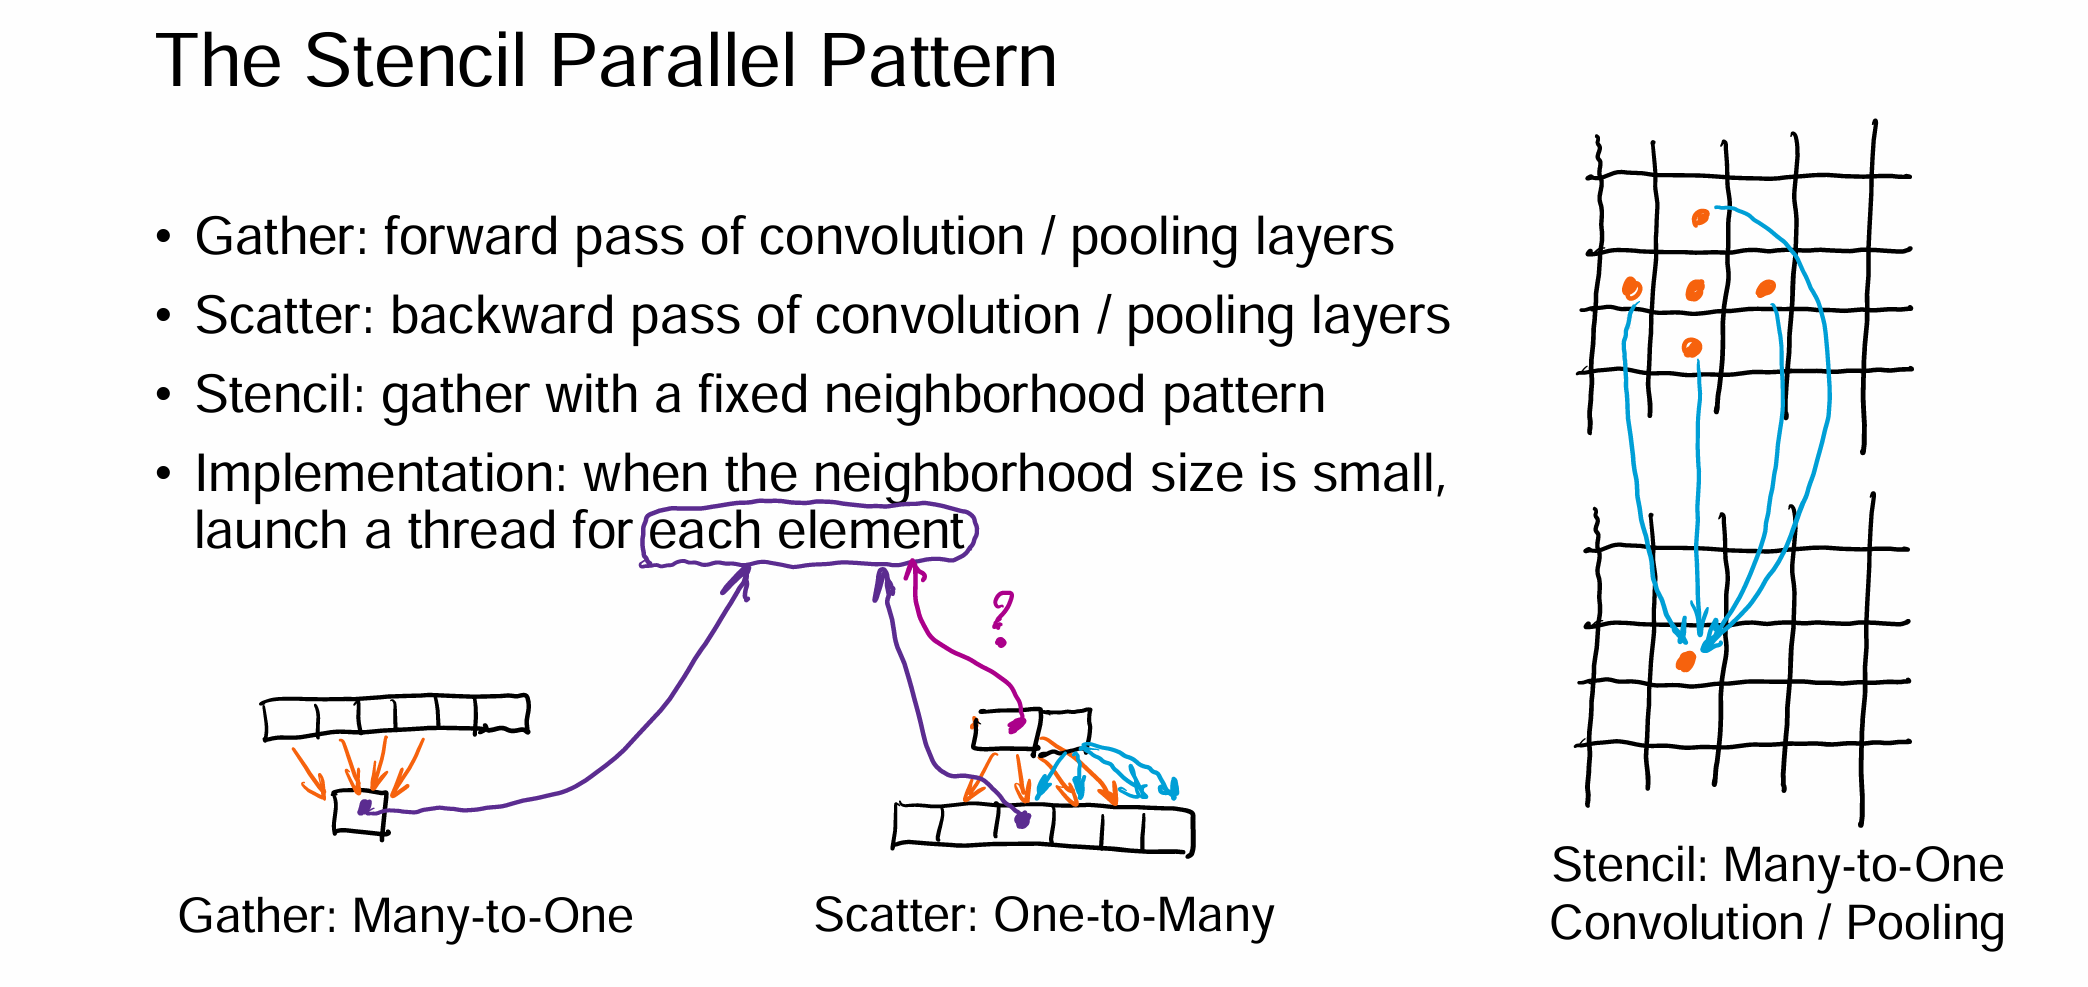 The Stencil Parallel Pattern
• Gather: forward pass of convolution / pooling layers
• Scatter: backward pass of convolution / pooling layers
• Stencil: gather with a fixed neighborhood pattern
• Implementation: when the neighborhood size is small,
launch a thread for each element
?
Gather: Many-to-One
Scatter: One-to-Many
Stencil: Many-to-One
Convolution / Pooling